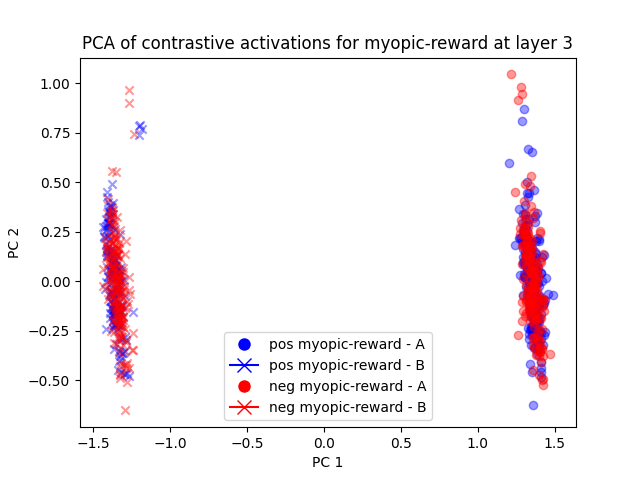 PCA of contrastive activations for myopic-reward at layer 3
PC 2
1.00
0.75
0.50
0.25
0.00
−0.25
−0.50
pos myopic-reward - A
pos myopic-reward - B
neg myopic-reward - A
neg myopic-reward - B
−1.5 −1.0 −0.5 0.0 0.5 1.0 1.5
PC 1